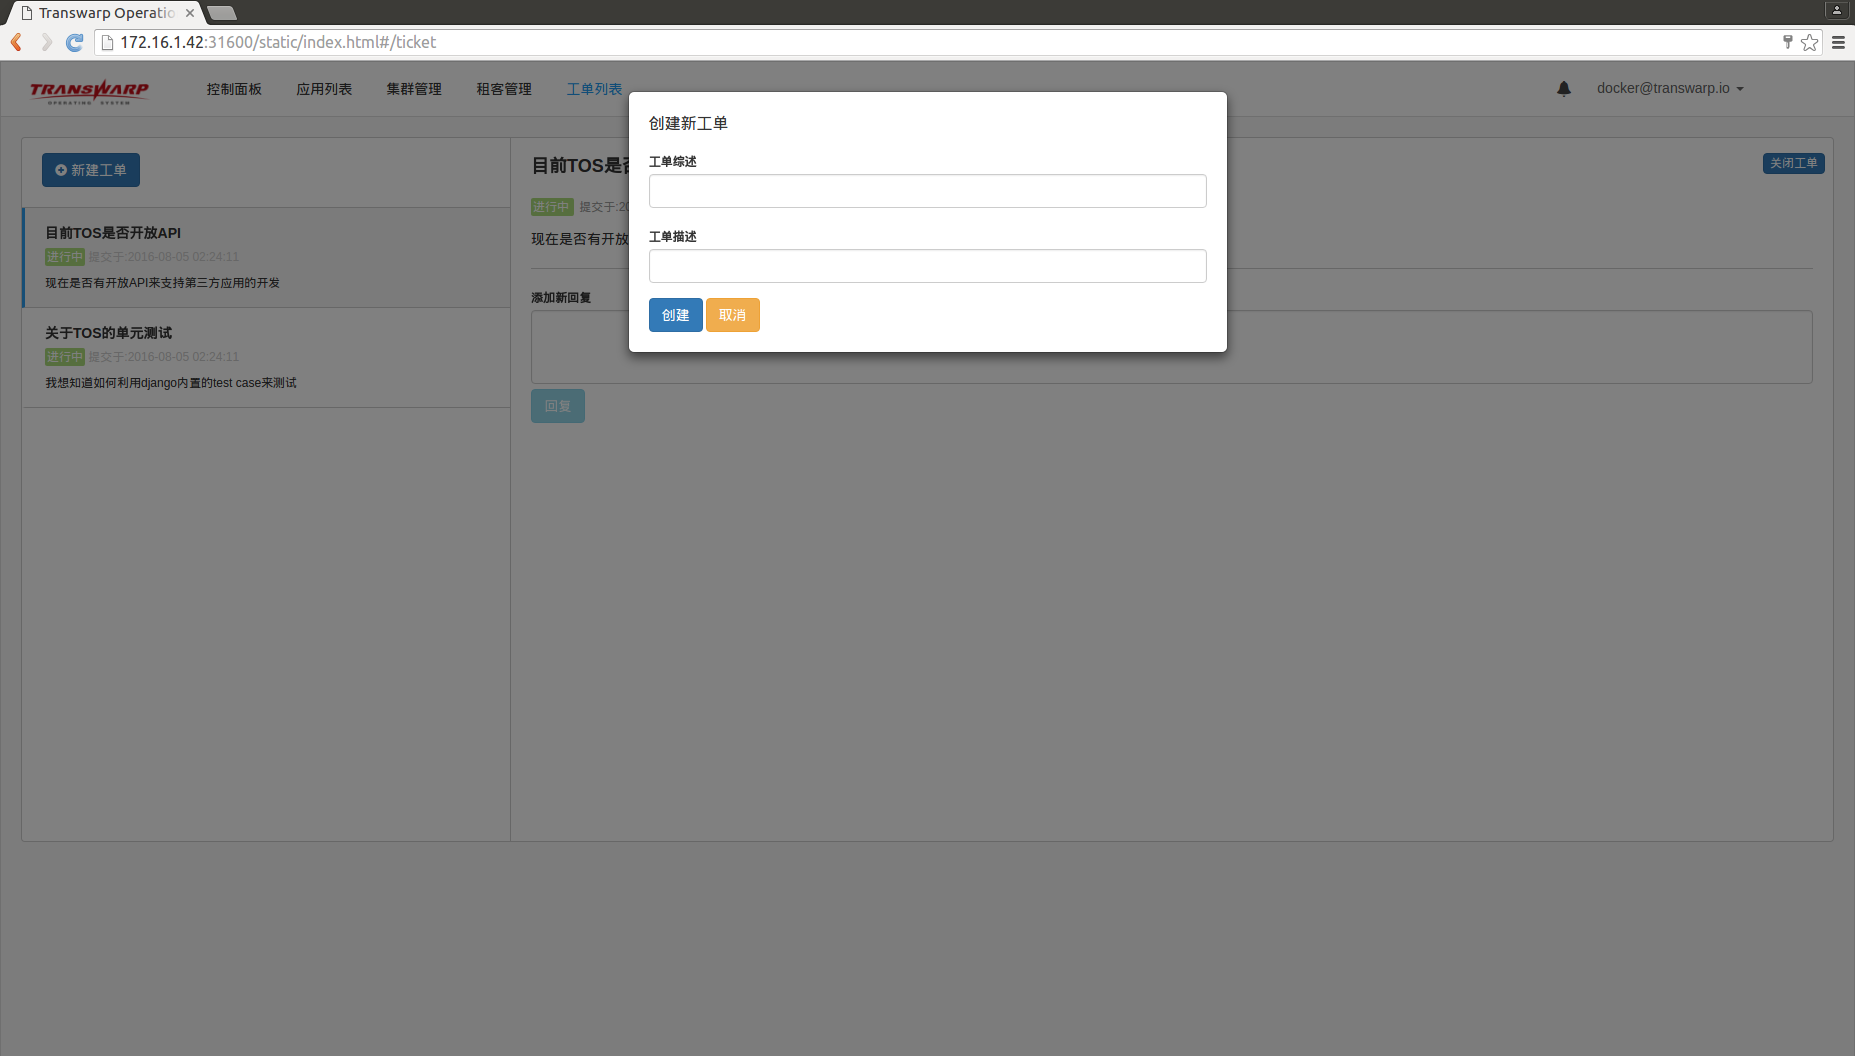 Transwarp Operatio
172.16.1.42:31600/static/index.html#/ticket
TRANSWARP
OPERATING SYSTEM
控制面板 应用列表 集群管理 租客管理 工单列表 docker@transwarp.io
新建工单
目前TOS是否开放API
进行中 提交于:2016-08-05 02:24:11
现在是否有开放API来支持第三方应用的开发
关于TOS的单元测试
进行中 提交于:2016-08-05 02:24:11
我想知道如何利用django内置的test case来测试
目前TOS是否
关闭工单
进行中 提交于:20
现在是否有开放
添加新回复
回复
创建新工单
工单综述
工单描述
创建 取消